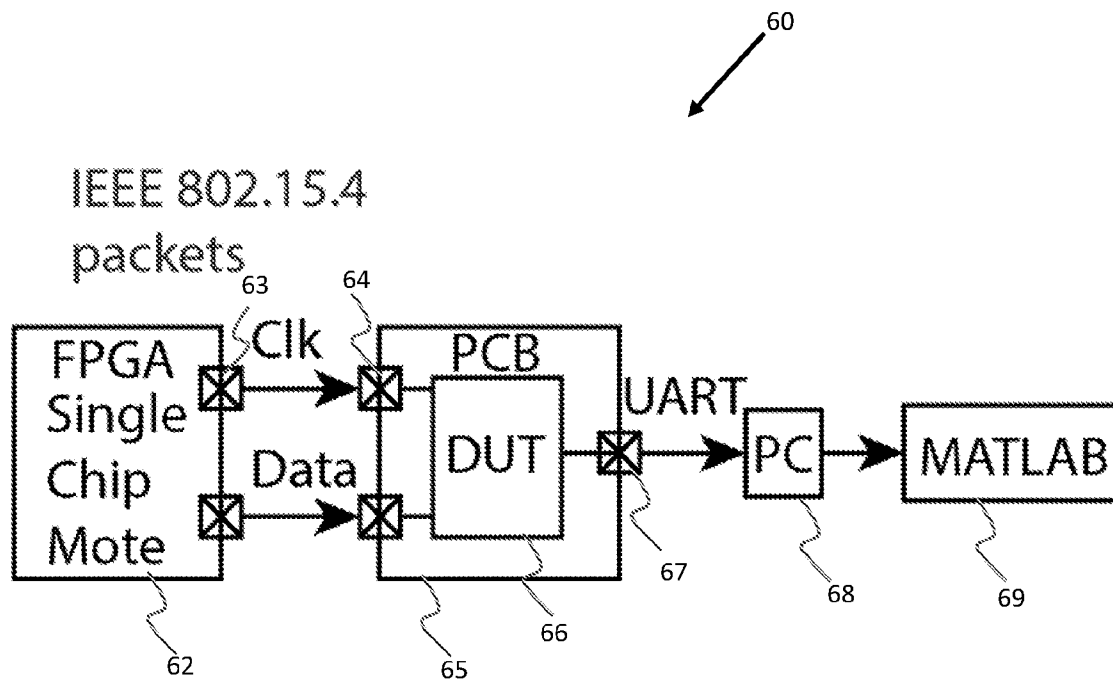 60
IEEE 802.15.4
packets
63
64
Clk
PCB
FPGA
Single
Chip
Mote
Data
DUT
UART
PC
MATLAB
67
68
69
66
65
62